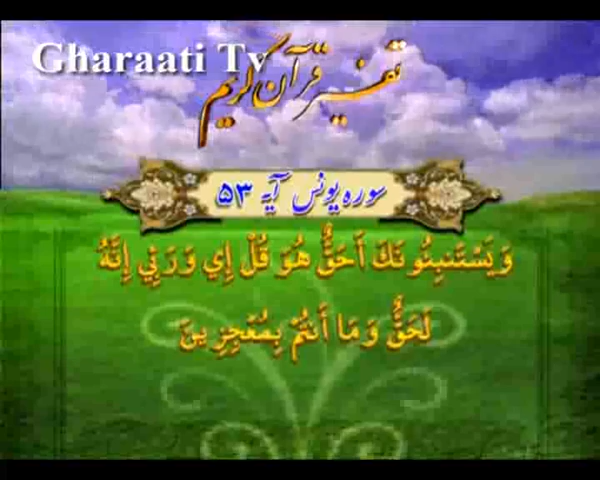 Gharaati Tv
تفسیر قرآن کریم
سوره یونس آیه ۵۳
وَيَسْتَنبِئُونَكَ أَحَقٌّ هُوَ قُلْ إِي وَرَبِّي إِنَّهُ
لَحَقٌّ وَمَا أَنتُمْ بِمُعْجِزِينَ